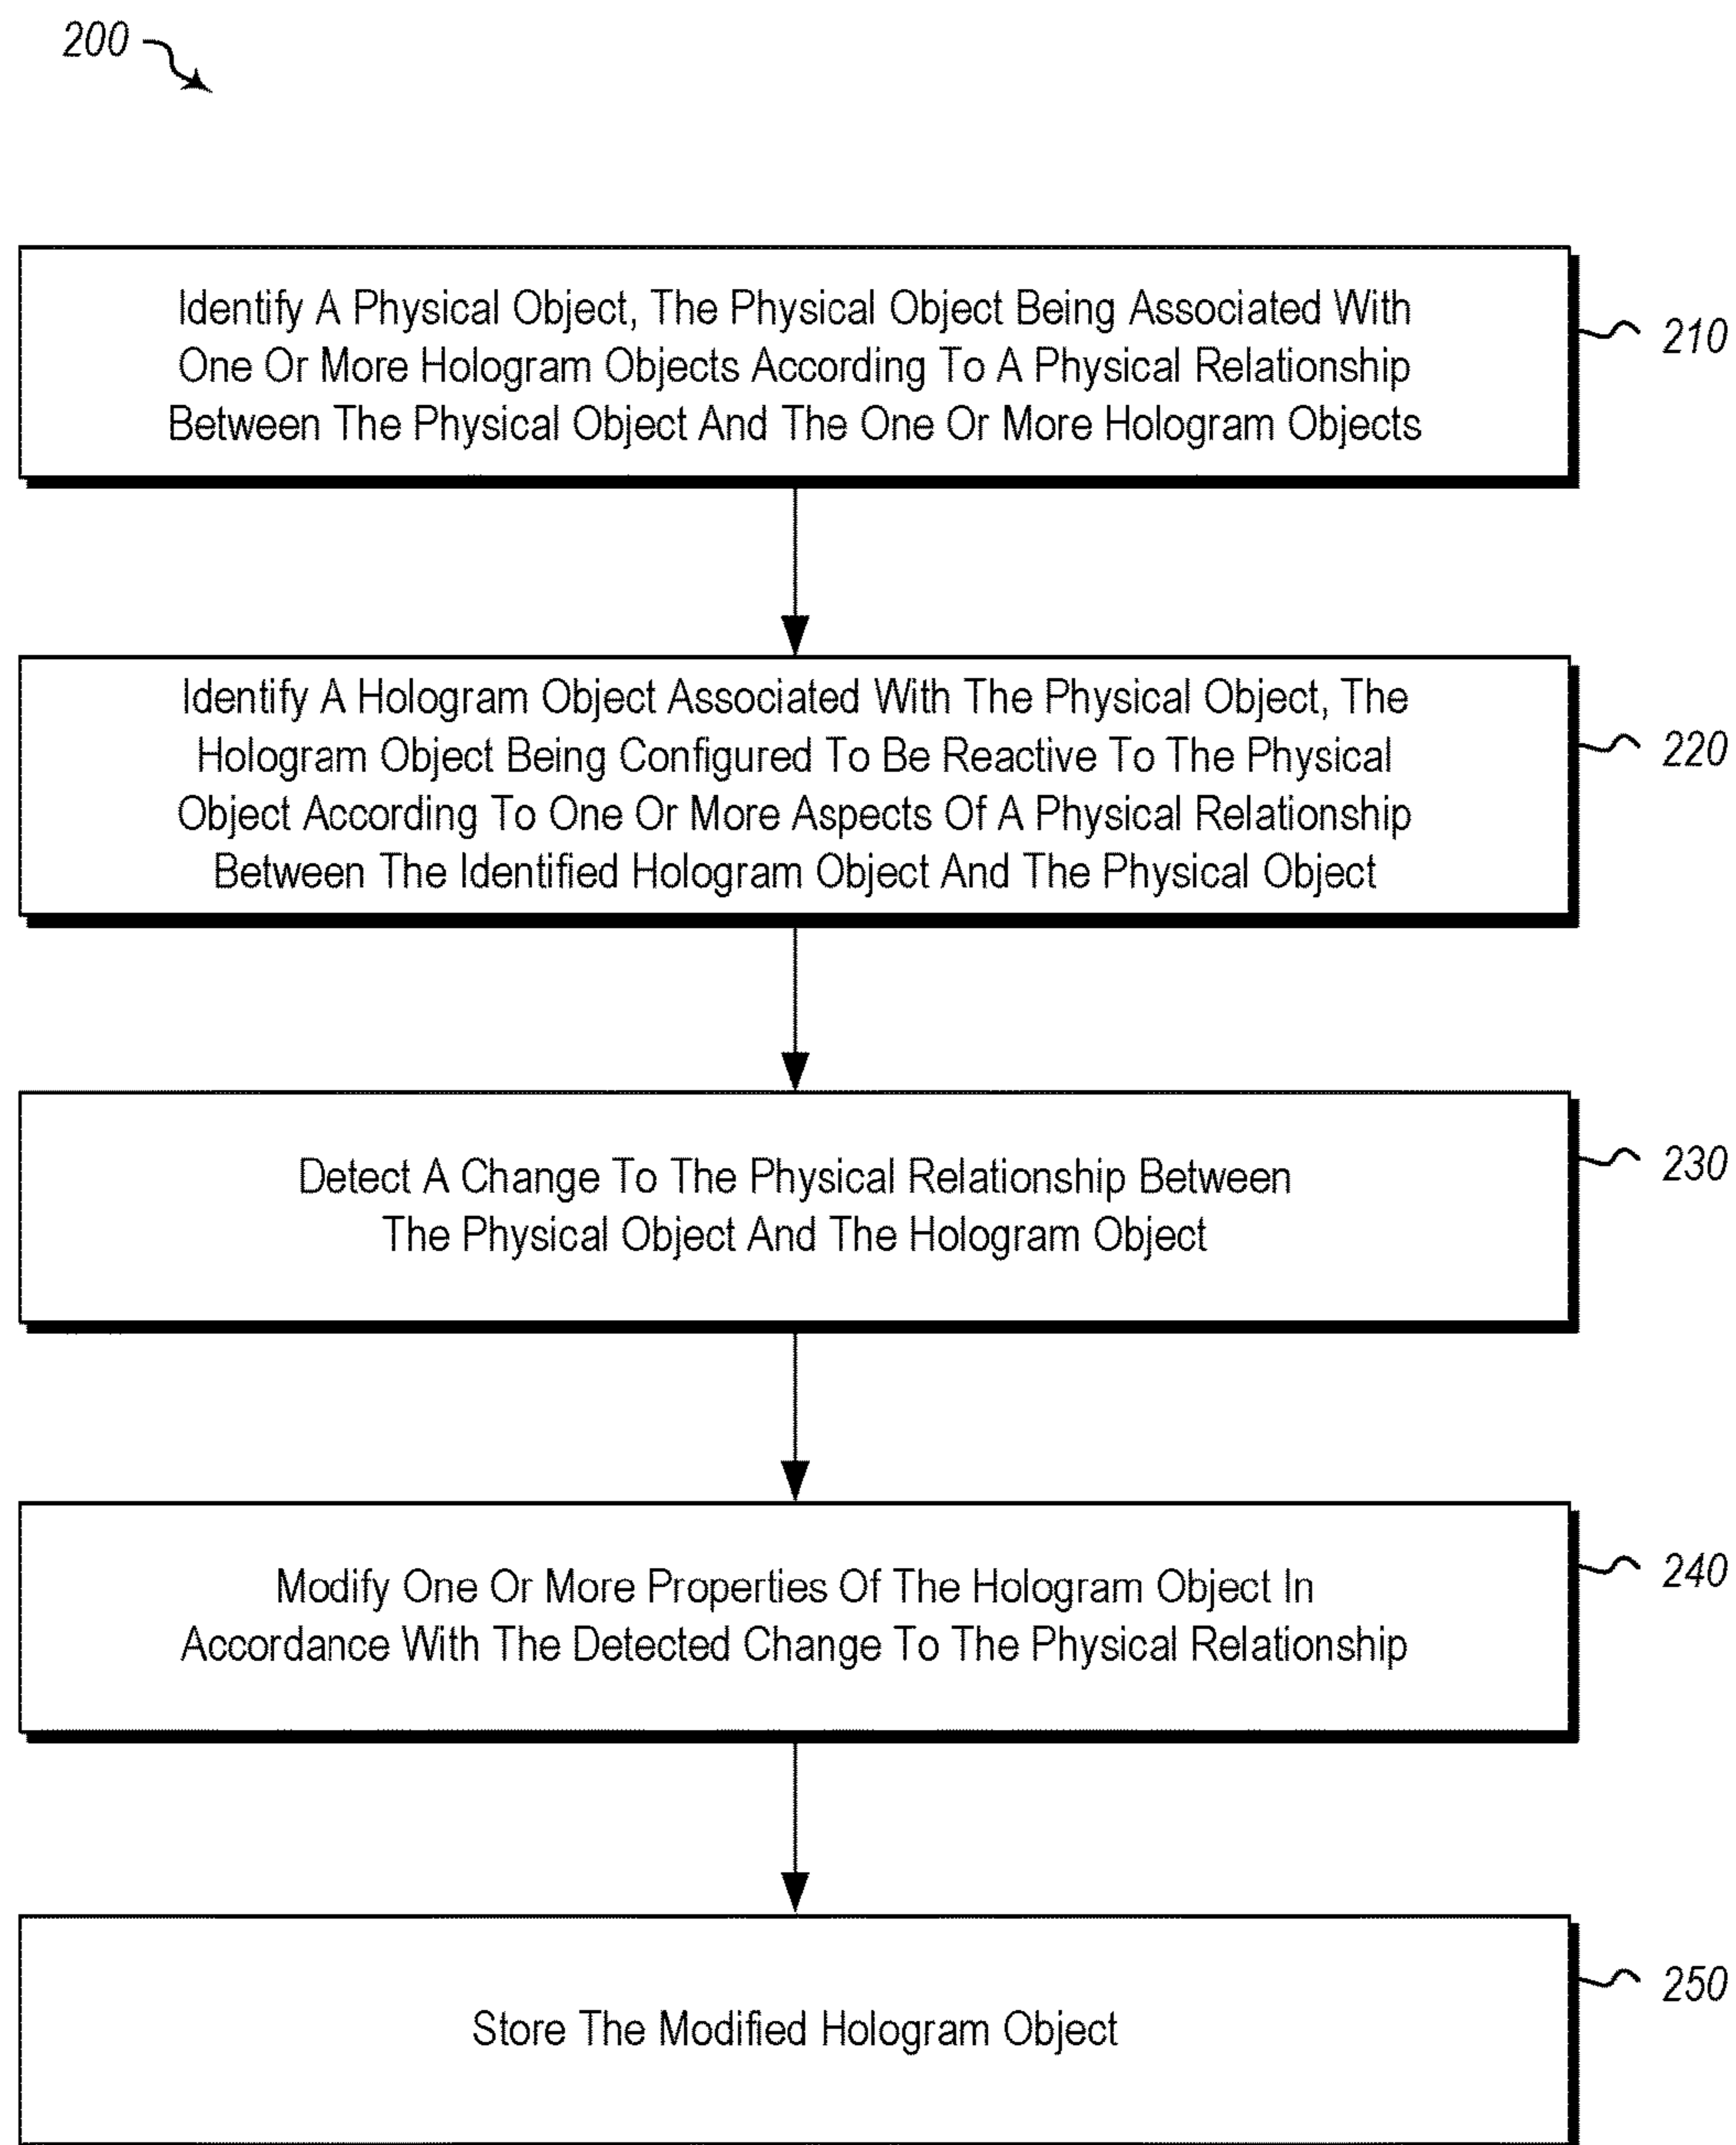 200
Identify A Physical Object, The Physical Object Being Associated With
One Or More Hologram Objects According To A Physical Relationship
Between The Physical Object And The One Or More Hologram Objects
210
Identify A Hologram Object Associated With The Physical Object, The
Hologram Object Being Configured To Be Reactive To The Physical
Object According To One Or More Aspects Of A Physical Relationship
Between The Identified Hologram Object And The Physical Object
220
Detect A Change To The Physical Relationship Between
The Physical Object And The Hologram Object
230
Modify One Or More Properties Of The Hologram Object In
Accordance With The Detected Change To The Physical Relationship
240
Store The Modified Hologram Object
250